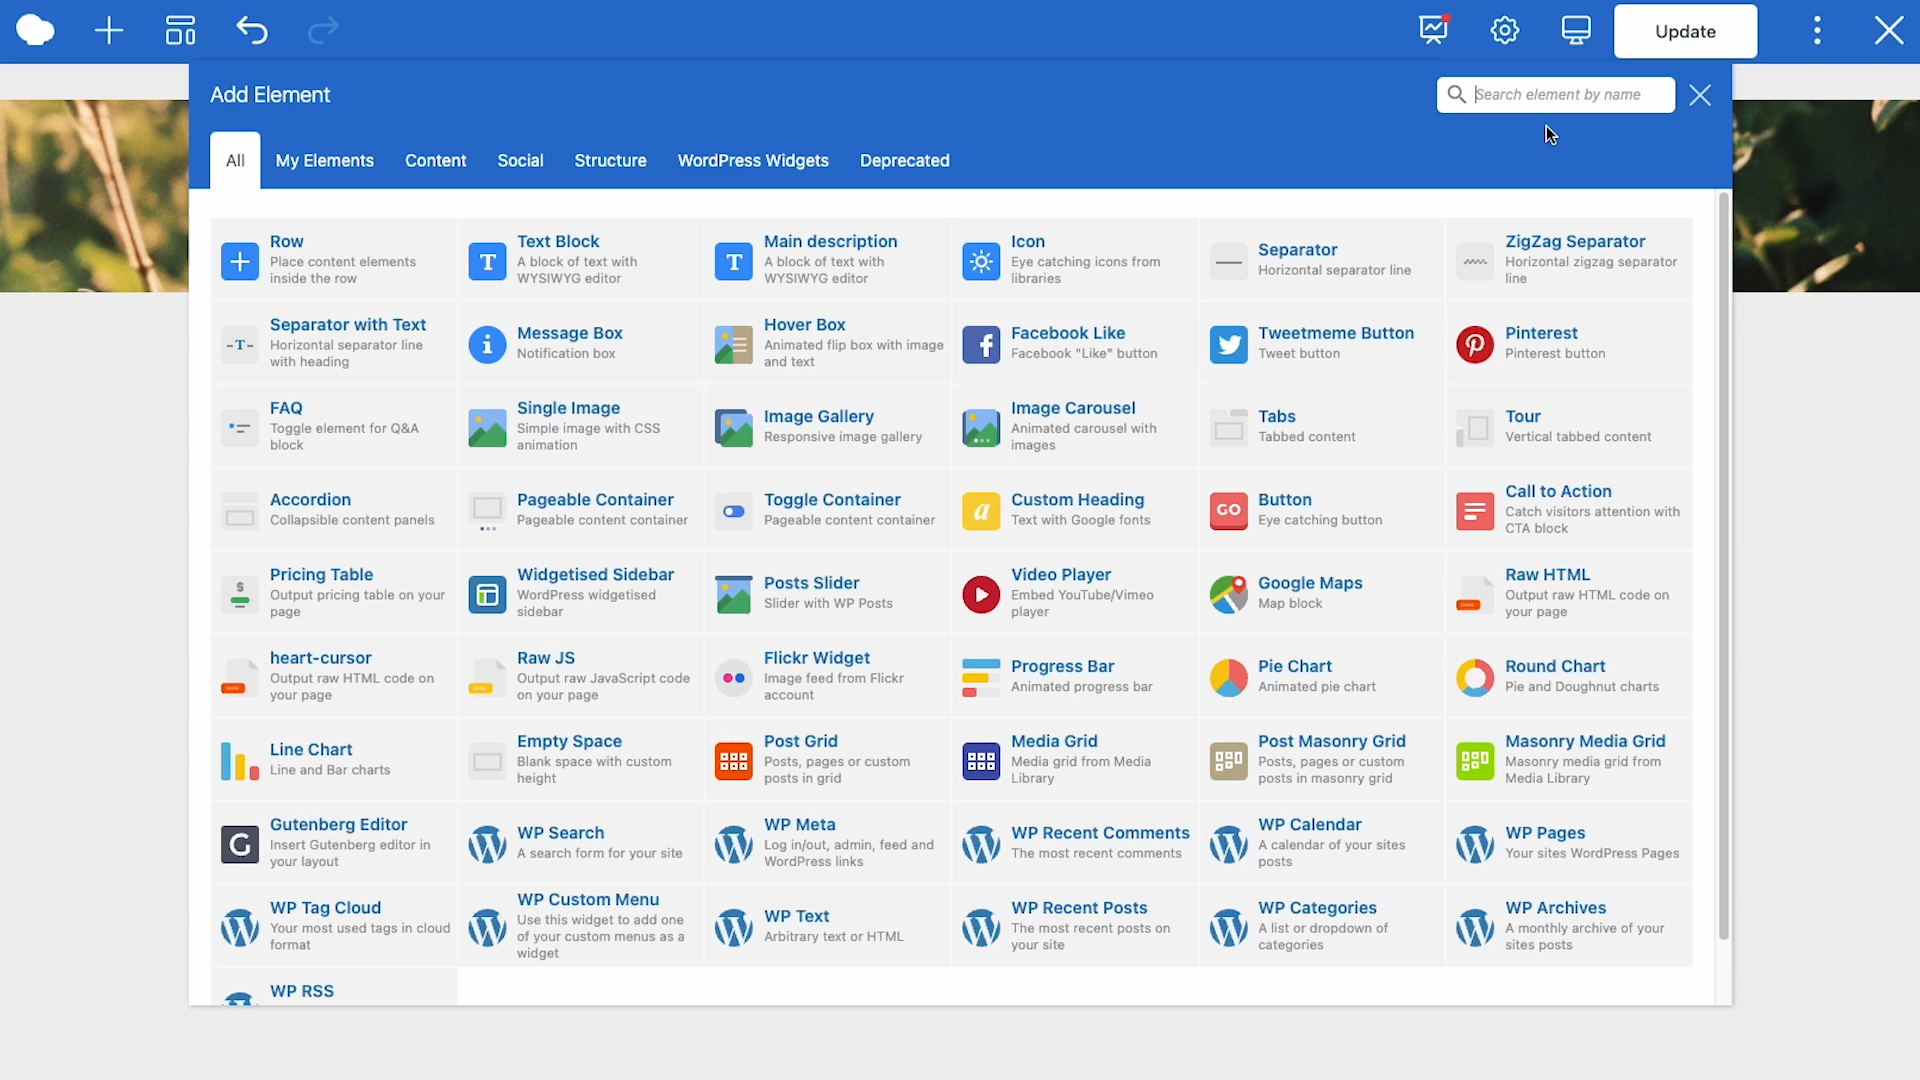 Update
Add Element
Search element by name
All
My Elements
Content
Social
Structure
WordPress Widgets
Deprecated
Row
Place content elements
inside the row
T
Text Block
A block of text with
WYSIWYG editor
T
Main description
A block of text with
WYSIWYG editor
Icon
Eye catching icons from
libraries
Separator
Horizontal separator line
ZigZag Separator
Horizontal zigzag separator
line
-T-
Separator with Text
Horizontal separator line
with heading
i
Message Box
Notification box
Hover Box
Animated flip box with image
and text
f
Facebook Like
Facebook "Like" button
Tweetmeme Button
Tweet button
Pinterest
Pinterest button
FAQ
Toggle element for Q&A
block
Single Image
Simple image with CSS
animation
Image Gallery
Responsive image gallery
Image Carousel
Animated carousel with
images
Tabs
Tabbed content
Tour
Vertical tabbed content
Accordion
Collapsible content panels
Pageable Container
Pageable content container
Toggle Container
Pageable content container
a
Custom Heading
Text with Google fonts
GO
Button
Eye catching button
Call to Action
Catch visitors attention with
CTA block
$
Pricing Table
Output pricing table on your
page
Widgetised Sidebar
WordPress widgetised
sidebar
Posts Slider
Slider with WP Posts
Video Player
Embed YouTube/Vimeo
player
Google Maps
Map block
Raw HTML
Output raw HTML code on
your page
heart-cursor
Output raw HTML code on
your page
Raw JS
Output raw JavaScript code
on your page
Flickr Widget
Image feed from Flickr
account
Progress Bar
Animated progress bar
Pie Chart
Animated pie chart
Round Chart
Pie and Doughnut charts
Line Chart
Line and Bar charts
Empty Space
Blank space with custom
height
Post Grid
Posts, pages or custom
posts in grid
Media Grid
Media grid from Media
Library
Post Masonry Grid
Posts, pages or custom
posts in masonry grid
Masonry Media Grid
Masonry media grid from
Media Library
G
Gutenberg Editor
Insert Gutenberg editor in
your layout
WP Search
A search form for your site
WP Meta
Log in/out, admin, feed and
WordPress links
WP Recent Comments
The most recent comments
WP Calendar
A calendar of your sites
posts
WP Pages
Your sites WordPress Pages
WP Tag Cloud
Your most used tags in cloud
format
WP Custom Menu
Use this widget to add one
of your custom menus as a
widget
WP Text
Arbitrary text or HTML
WP Recent Posts
The most recent posts on
your site
WP Categories
A list or dropdown of
categories
WP Archives
A monthly archive of your
sites posts
WP RSS